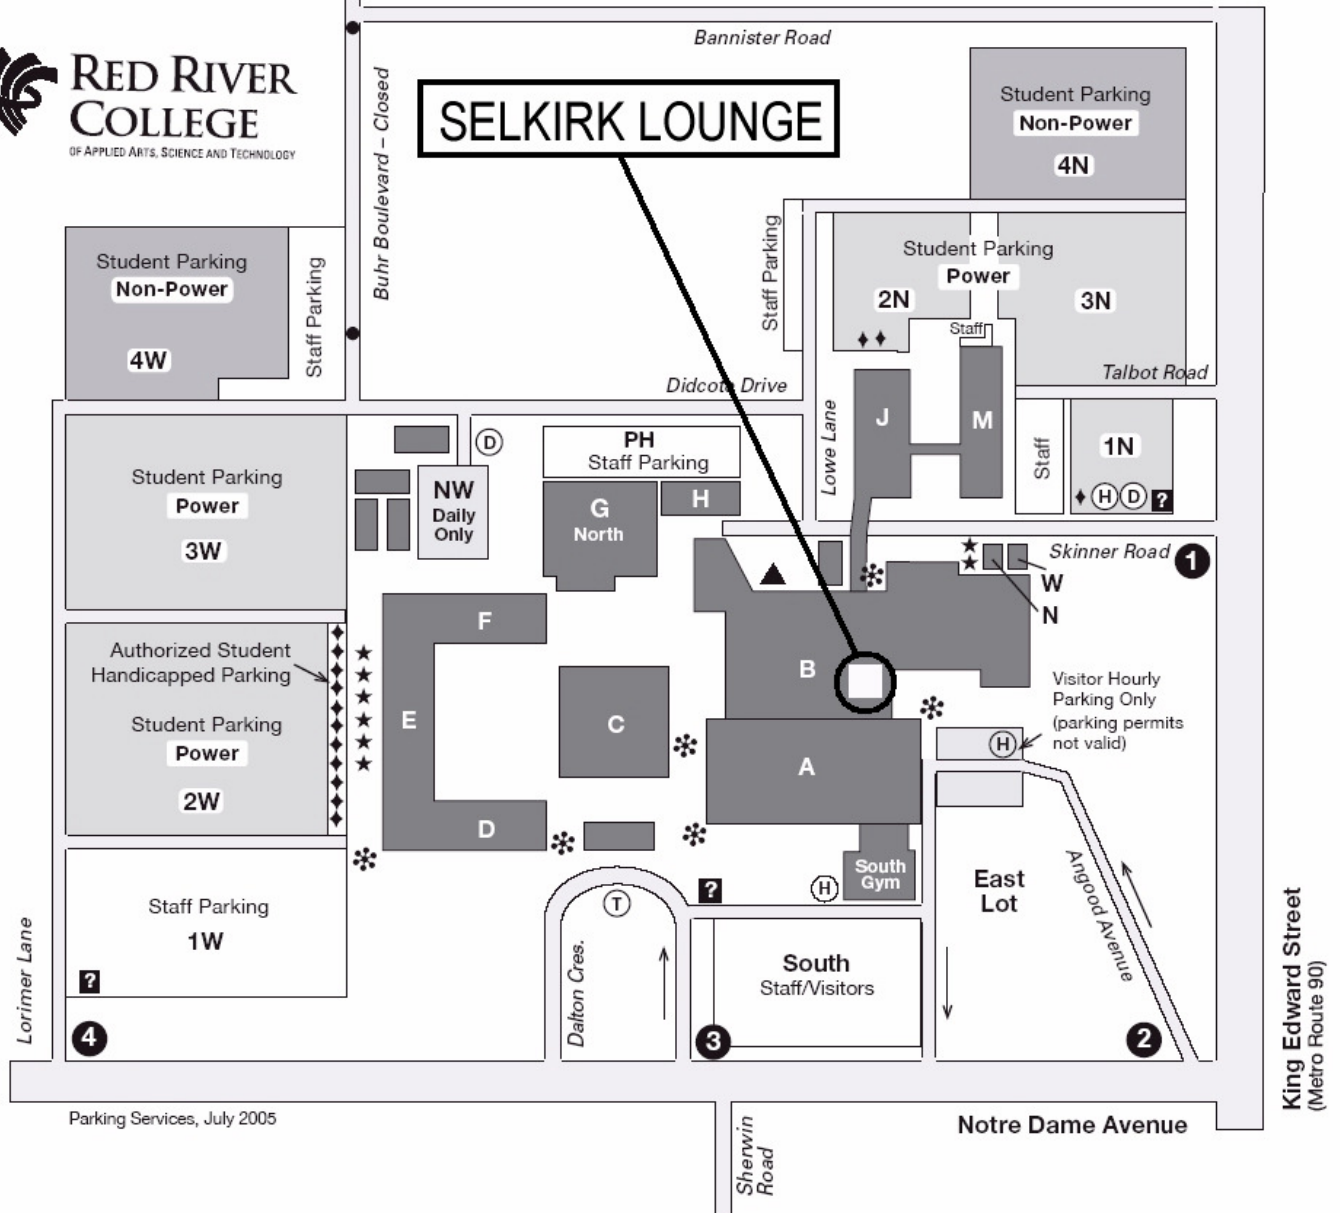 RED RIVER
COLLEGE
OF APPLIED ARTS, SCIENCE AND TECHNOLOGY
Bannister Road
Buhr Boulevard – Closed
SELKIRK LOUNGE
Student Parking
Non-Power
4N
Student Parking
Non-Power
4W
Staff Parking
Staff Parking
Student Parking
Power
2N
3N
Staff
Talbot Road
Didcote Drive
Lowe Lane
J
M
Staff
1N
H D ?
Student Parking
Power
3W
D
NW
Daily
Only
PH
Staff Parking
G
North
H
Skinner Road
1
W
N
Authorized Student
Handicapped Parking
Student Parking
Power
2W
F
E
C
D
B
A
Visitor Hourly
Parking Only
(parking permits
not valid)
H
South
Gym
H
?
T
East
Lot
Angood Avenue
Staff Parking
1W
?
Lorimer Lane
4
Dalton Cres.
South
Staff/Visitors
3
2
King Edward Street
(Metro Route 90)
Parking Services, July 2005
Notre Dame Avenue
Sherwin
Road